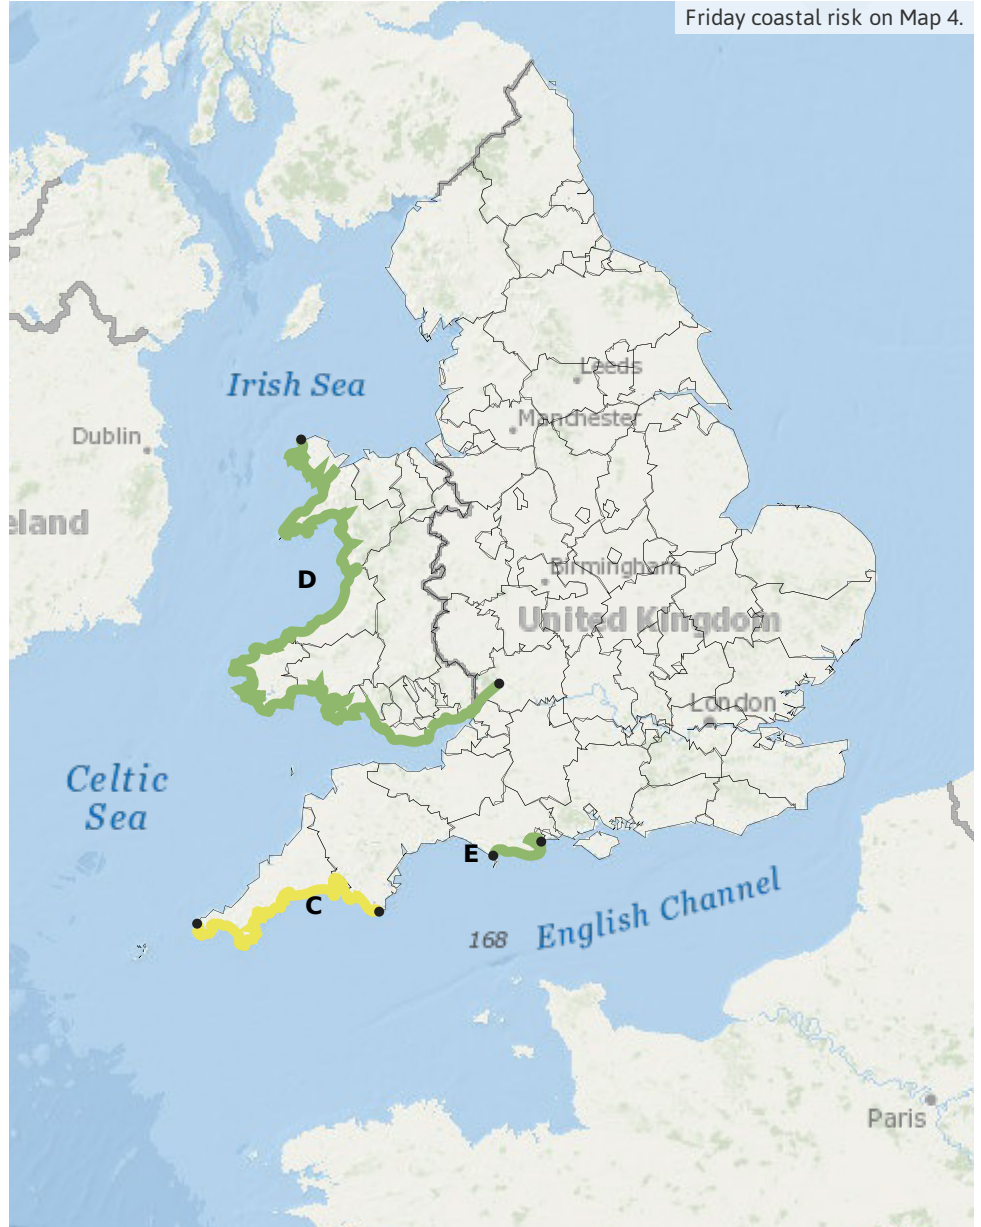 Friday coastal risk on Map 4.
Leeds
Irish Sea
Manchester
Dublin
eland
Birmingham
D
United Kingdom
London
Celtic
Sea
E
C
English Channel
168
Paris